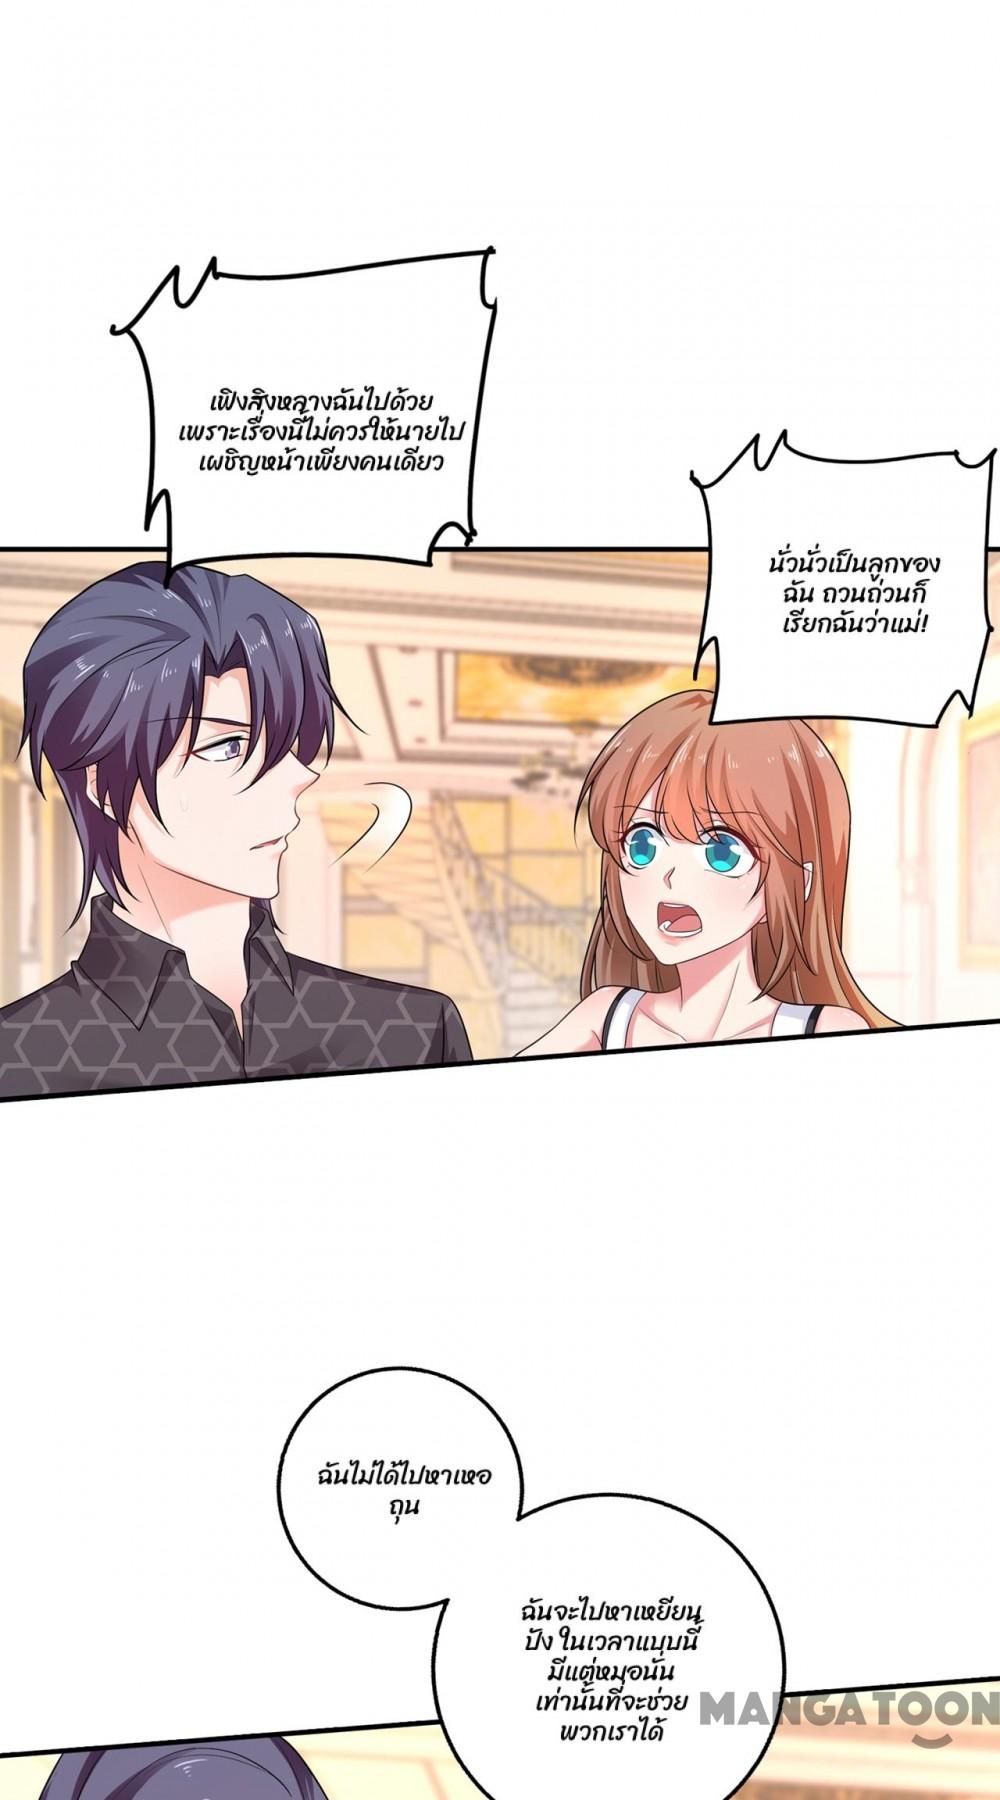 เฟิงสิงหลางฉันไปด้วย
เพราะเรื่องนี้ไม่ควรให้นายไป
เผชิญหน้าเพียงคนเดียว
นั่วนั่วเป็นลูกของ
ฉัน ถวนถ่วนก็
เรียกฉันว่าแม่!
ฉันไม่ได้ไปหาเหอ
ถุน
ฉันจะไปหาเหยียน
ปัง ในเวลาแบบนี้
มีแต่หมอนั่น
เท่านั้นที่จะช่วย
พวกเราได้
MANGATOON